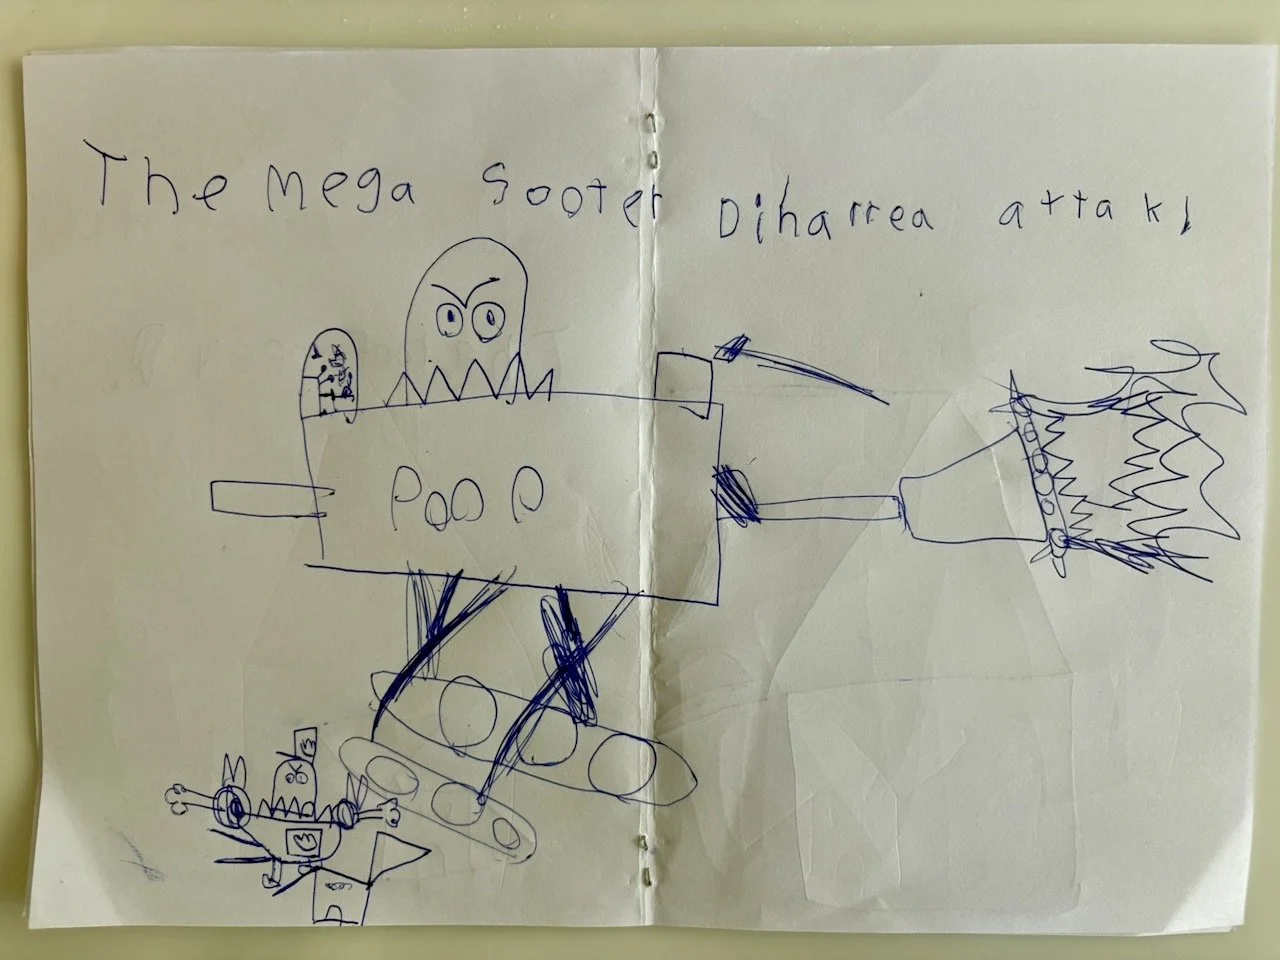 The mega Sooter Diharrea attak!
POOP